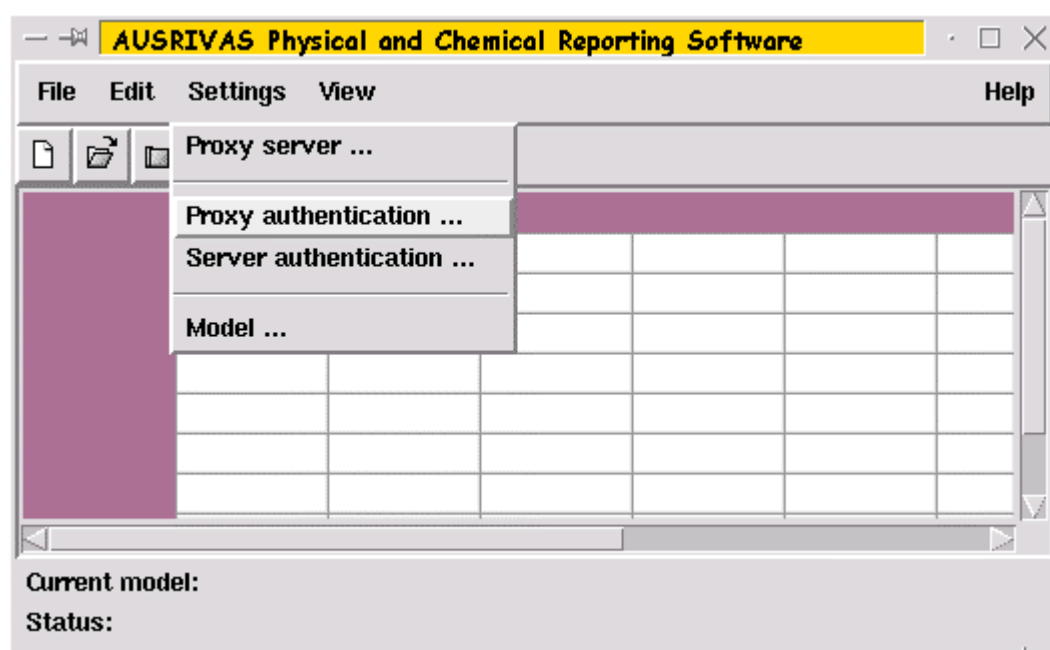 AUSRIVAS Physical and Chemical Reporting Software
File Edit Settings View Help
Proxy server ...
Proxy authentication ...
Server authentication ...
Model ...
Current model:
Status: